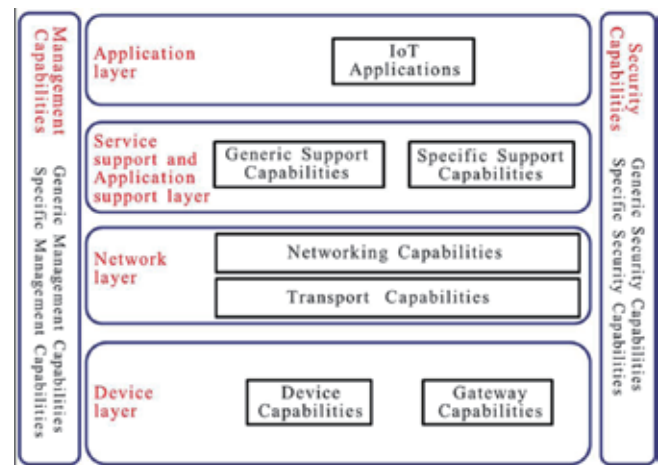 Management
Capabilities
Generic Management Capabilities
Specific Management Capabilities
Application
layer
IoT
Applications
Service
support and
Application
support layer
Generic Support
Capabilities
Specific Support
Capabilities
Network
layer
Networking Capabilities
Transport Capabilities
Device
layer
Device
Capabilities
Gateway
Capabilities
Security
Capabilities
Generic Security Capabilities
Specific Security Capabilities